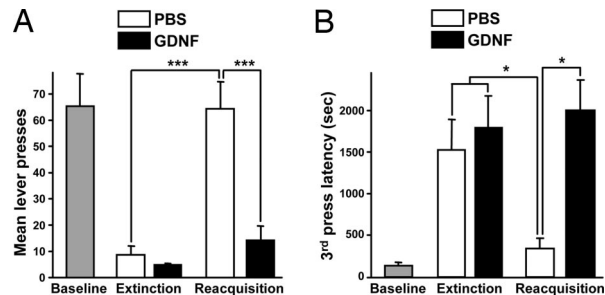 A
PBS
GDNF
***
***
Mean lever presses
70
60
50
40
30
20
10
0
Baseline Extinction Reacquisition
B
PBS
GDNF
*
*
3rd press latency (sec)
2000
1500
1000
500
0
Baseline Extinction Reacquisition